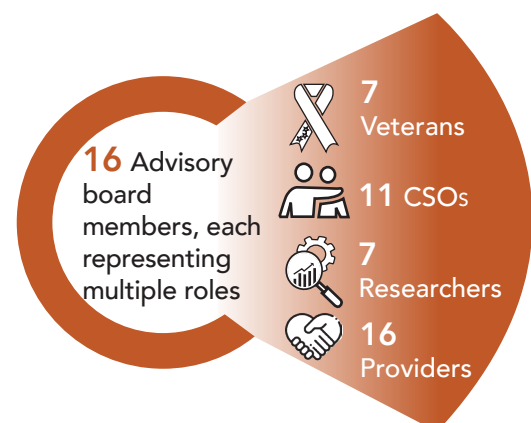 16 Advisory
board
members, each
representing
multiple roles
7
Veterans
11 CSOs
7
Researchers
16
Providers